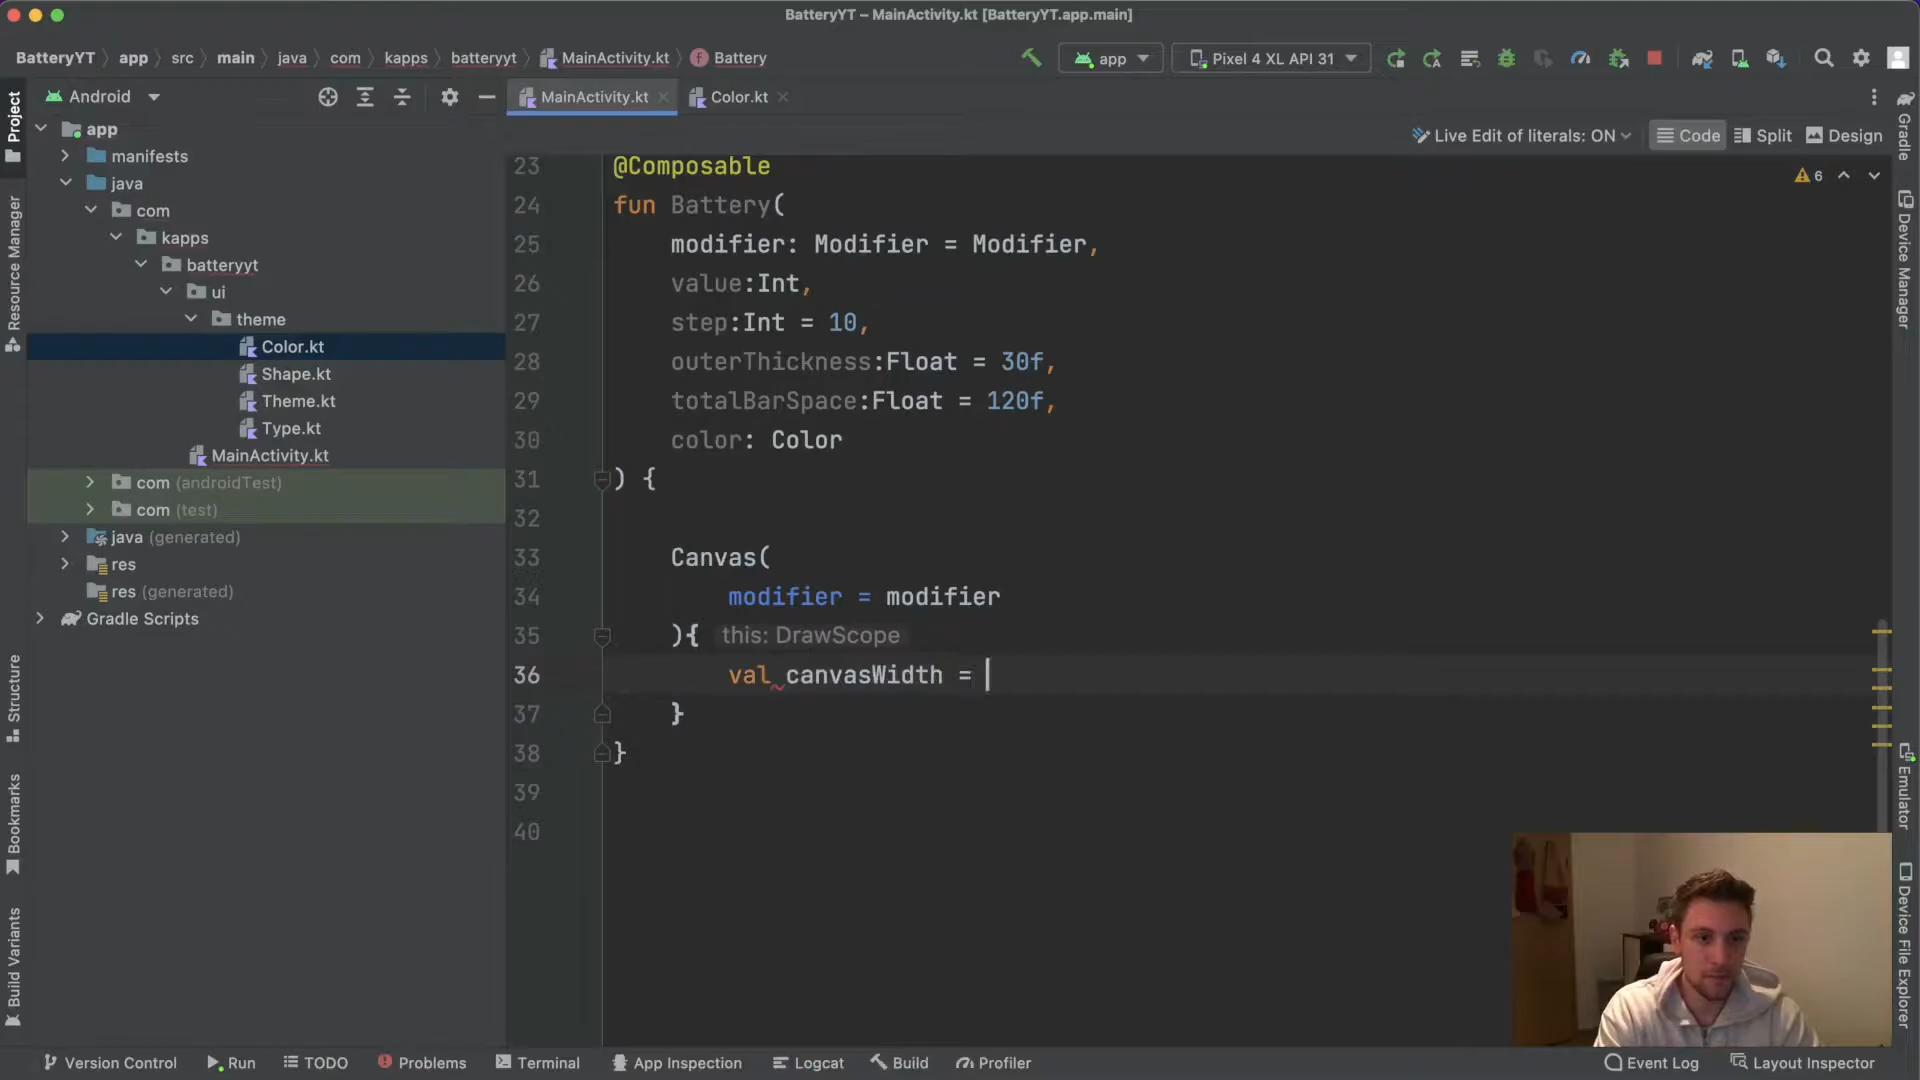 BatteryYT – MainActivity.kt [BatteryYT.app.main]
BatteryYT app src main java com kapps batteryyt MainActivity.kt Battery
app Pixel 4 XL API 31
Android
MainActivity.kt Color.kt
Live Edit of literals: ON Code Split Design
6
Project
Resource Manager
Structure
Bookmarks
Build Variants
app
manifests
java
com
kapps
batteryyt
ui
theme
Color.kt
Shape.kt
Theme.kt
Type.kt
MainActivity.kt
com (androidTest)
com (test)
java (generated)
res
res (generated)
Gradle Scripts
23 @Composable
24 fun Battery(
25 modifier: Modifier = Modifier,
26 value:Int,
27 step:Int = 10,
28 outerThickness:Float = 30f,
29 totalBarSpace:Float = 120f,
30 color: Color
31 ) {
32
33 Canvas(
34 modifier = modifier
35 ){ this: DrawScope
36 val canvasWidth =
37 }
38 }
39
40
Gradle
Device Manager
Emulator
Device File Explorer
Version Control Run TODO Problems Terminal App Inspection Logcat Build Profiler Event Log Layout Inspector